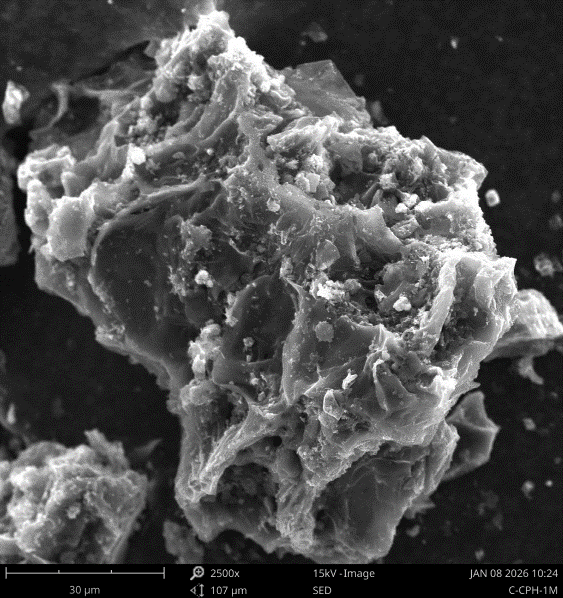 2500x 15kV - Image JAN 08 2026 10:24
30 µm 107 µm SED C-CPH-1M